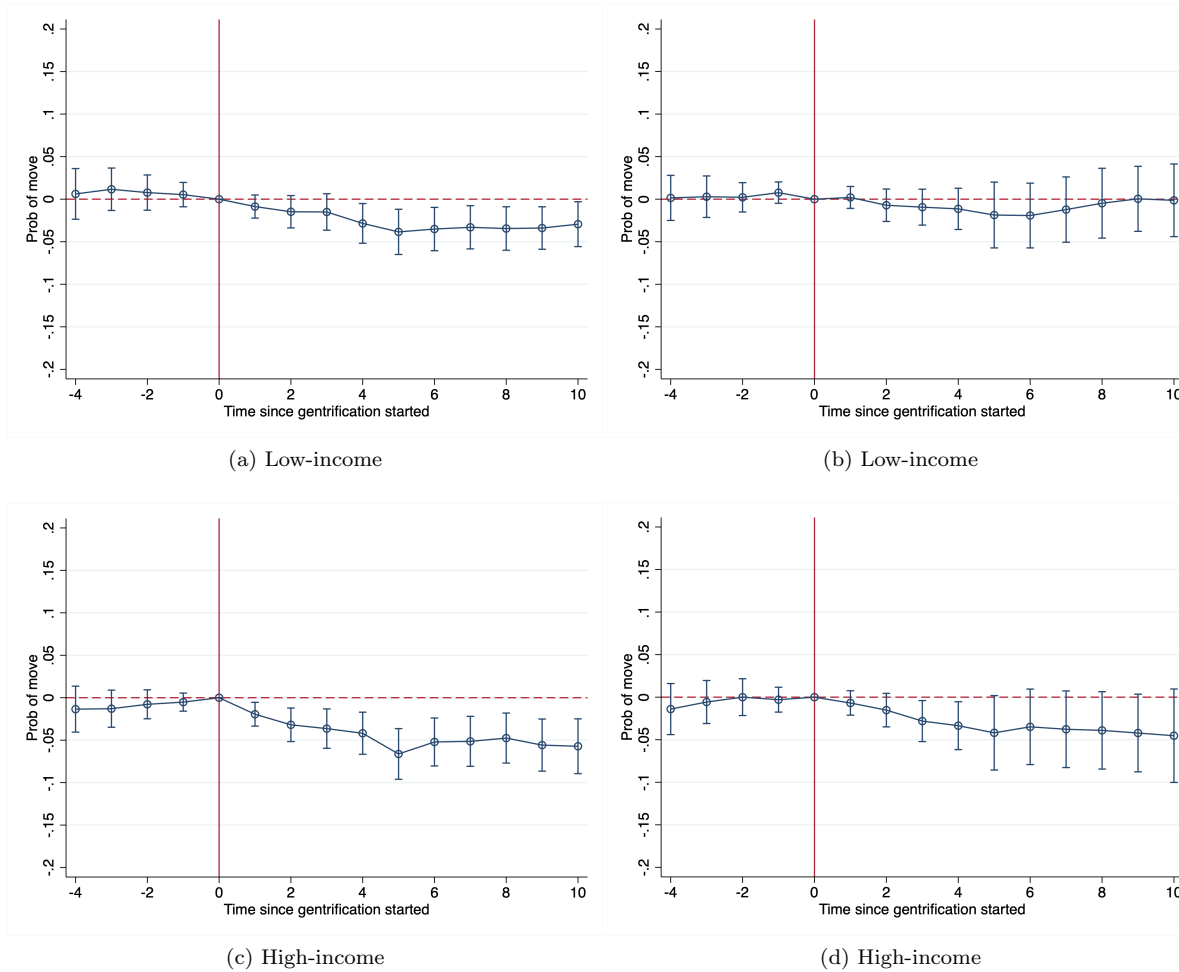 .2
.15
.1
.05
0
-.05
-.1
-.15
-.2
Prob of move
-4 -2 0 2 4 6 8 10
Time since gentrification started
(a) Low-income
.2
.15
.1
.05
0
-.05
-.1
-.15
-.2
Prob of move
-4 -2 0 2 4 6 8 10
Time since gentrification started
(b) Low-income
.2
.15
.1
.05
0
-.05
-.1
-.15
-.2
Prob of move
-4 -2 0 2 4 6 8 10
Time since gentrification started
(c) High-income
.2
.15
.1
.05
0
-.05
-.1
-.15
-.2
Prob of move
-4 -2 0 2 4 6 8 10
Time since gentrification started
(d) High-income